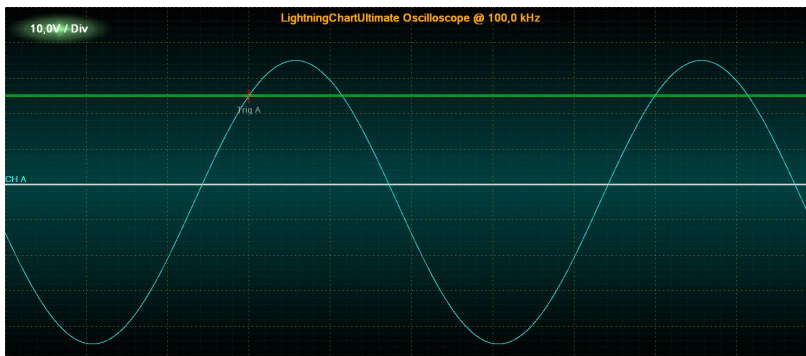 LightningChartUltimate Oscilloscope @ 100,0 kHz
10,0V / Div
Trig A
CH A